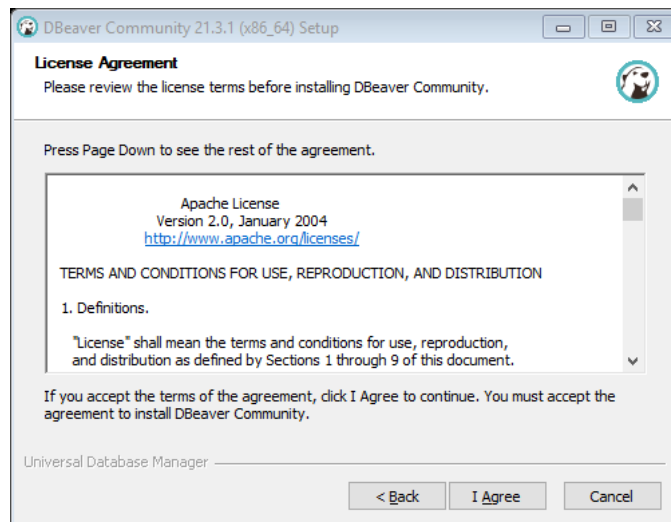 DBeaver Community 21.3.1 (x86_64) Setup
License Agreement
Please review the license terms before installing DBeaver Community.
Press Page Down to see the rest of the agreement.
Apache License
Version 2.0, January 2004
http://www.apache.org/licenses/
TERMS AND CONDITIONS FOR USE, REPRODUCTION, AND DISTRIBUTION
1. Definitions.
"License" shall mean the terms and conditions for use, reproduction,
and distribution as defined by Sections 1 through 9 of this document.
If you accept the terms of the agreement, click I Agree to continue. You must accept the
agreement to install DBeaver Community.
Universal Database Manager
< Back I Agree Cancel